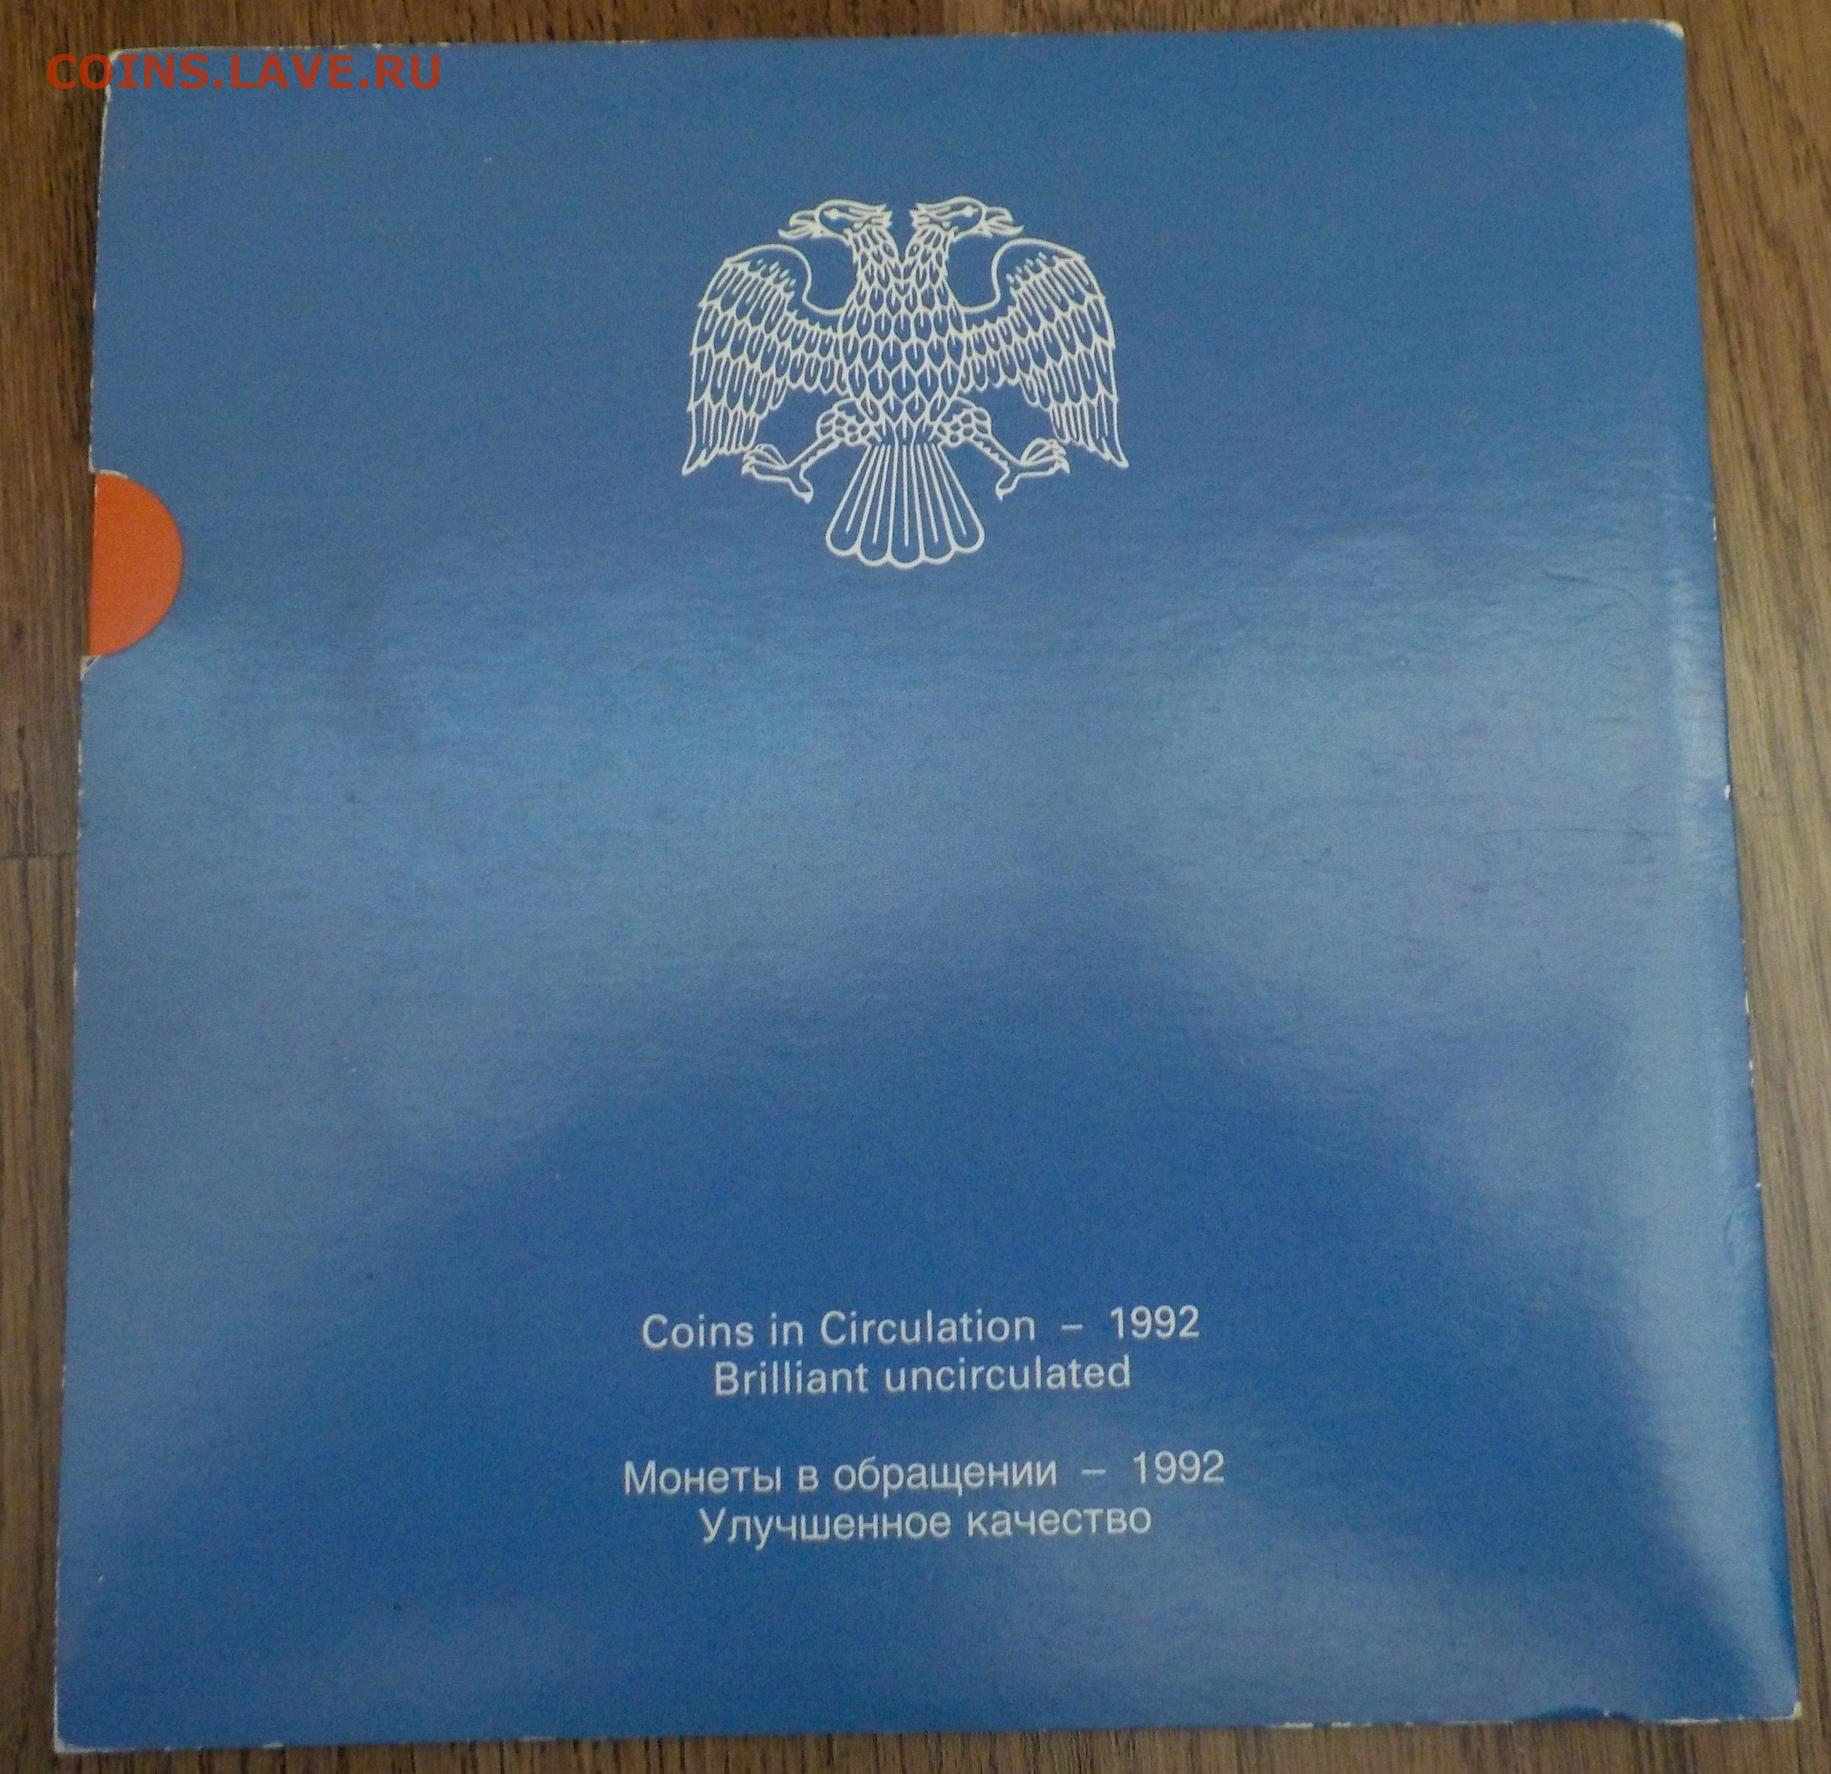 COINS.LAVE.RU
Coins in Circulation – 1992
Brilliant uncirculated
Монеты в обращении – 1992
Улучшенное качество